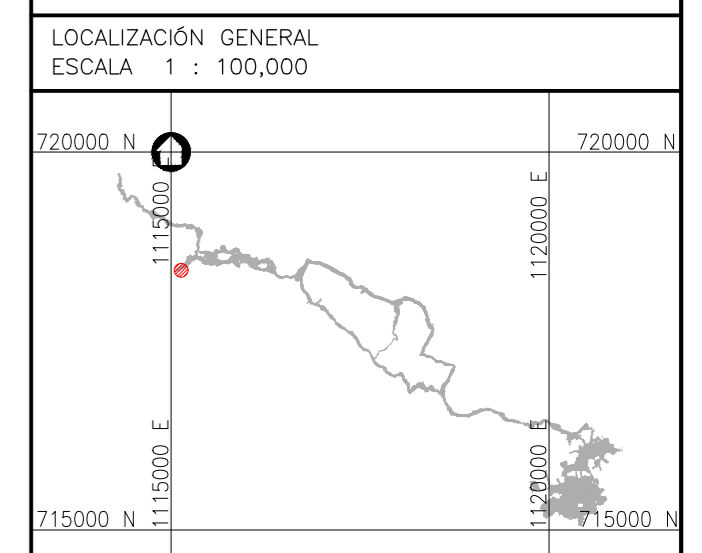 LOCALIZACIÓN GENERAL
ESCALA 1 : 100,000
720000 N
720000 N
1115000 E
1120000 E
1115000 E
1120000 E
715000 N
715000 N